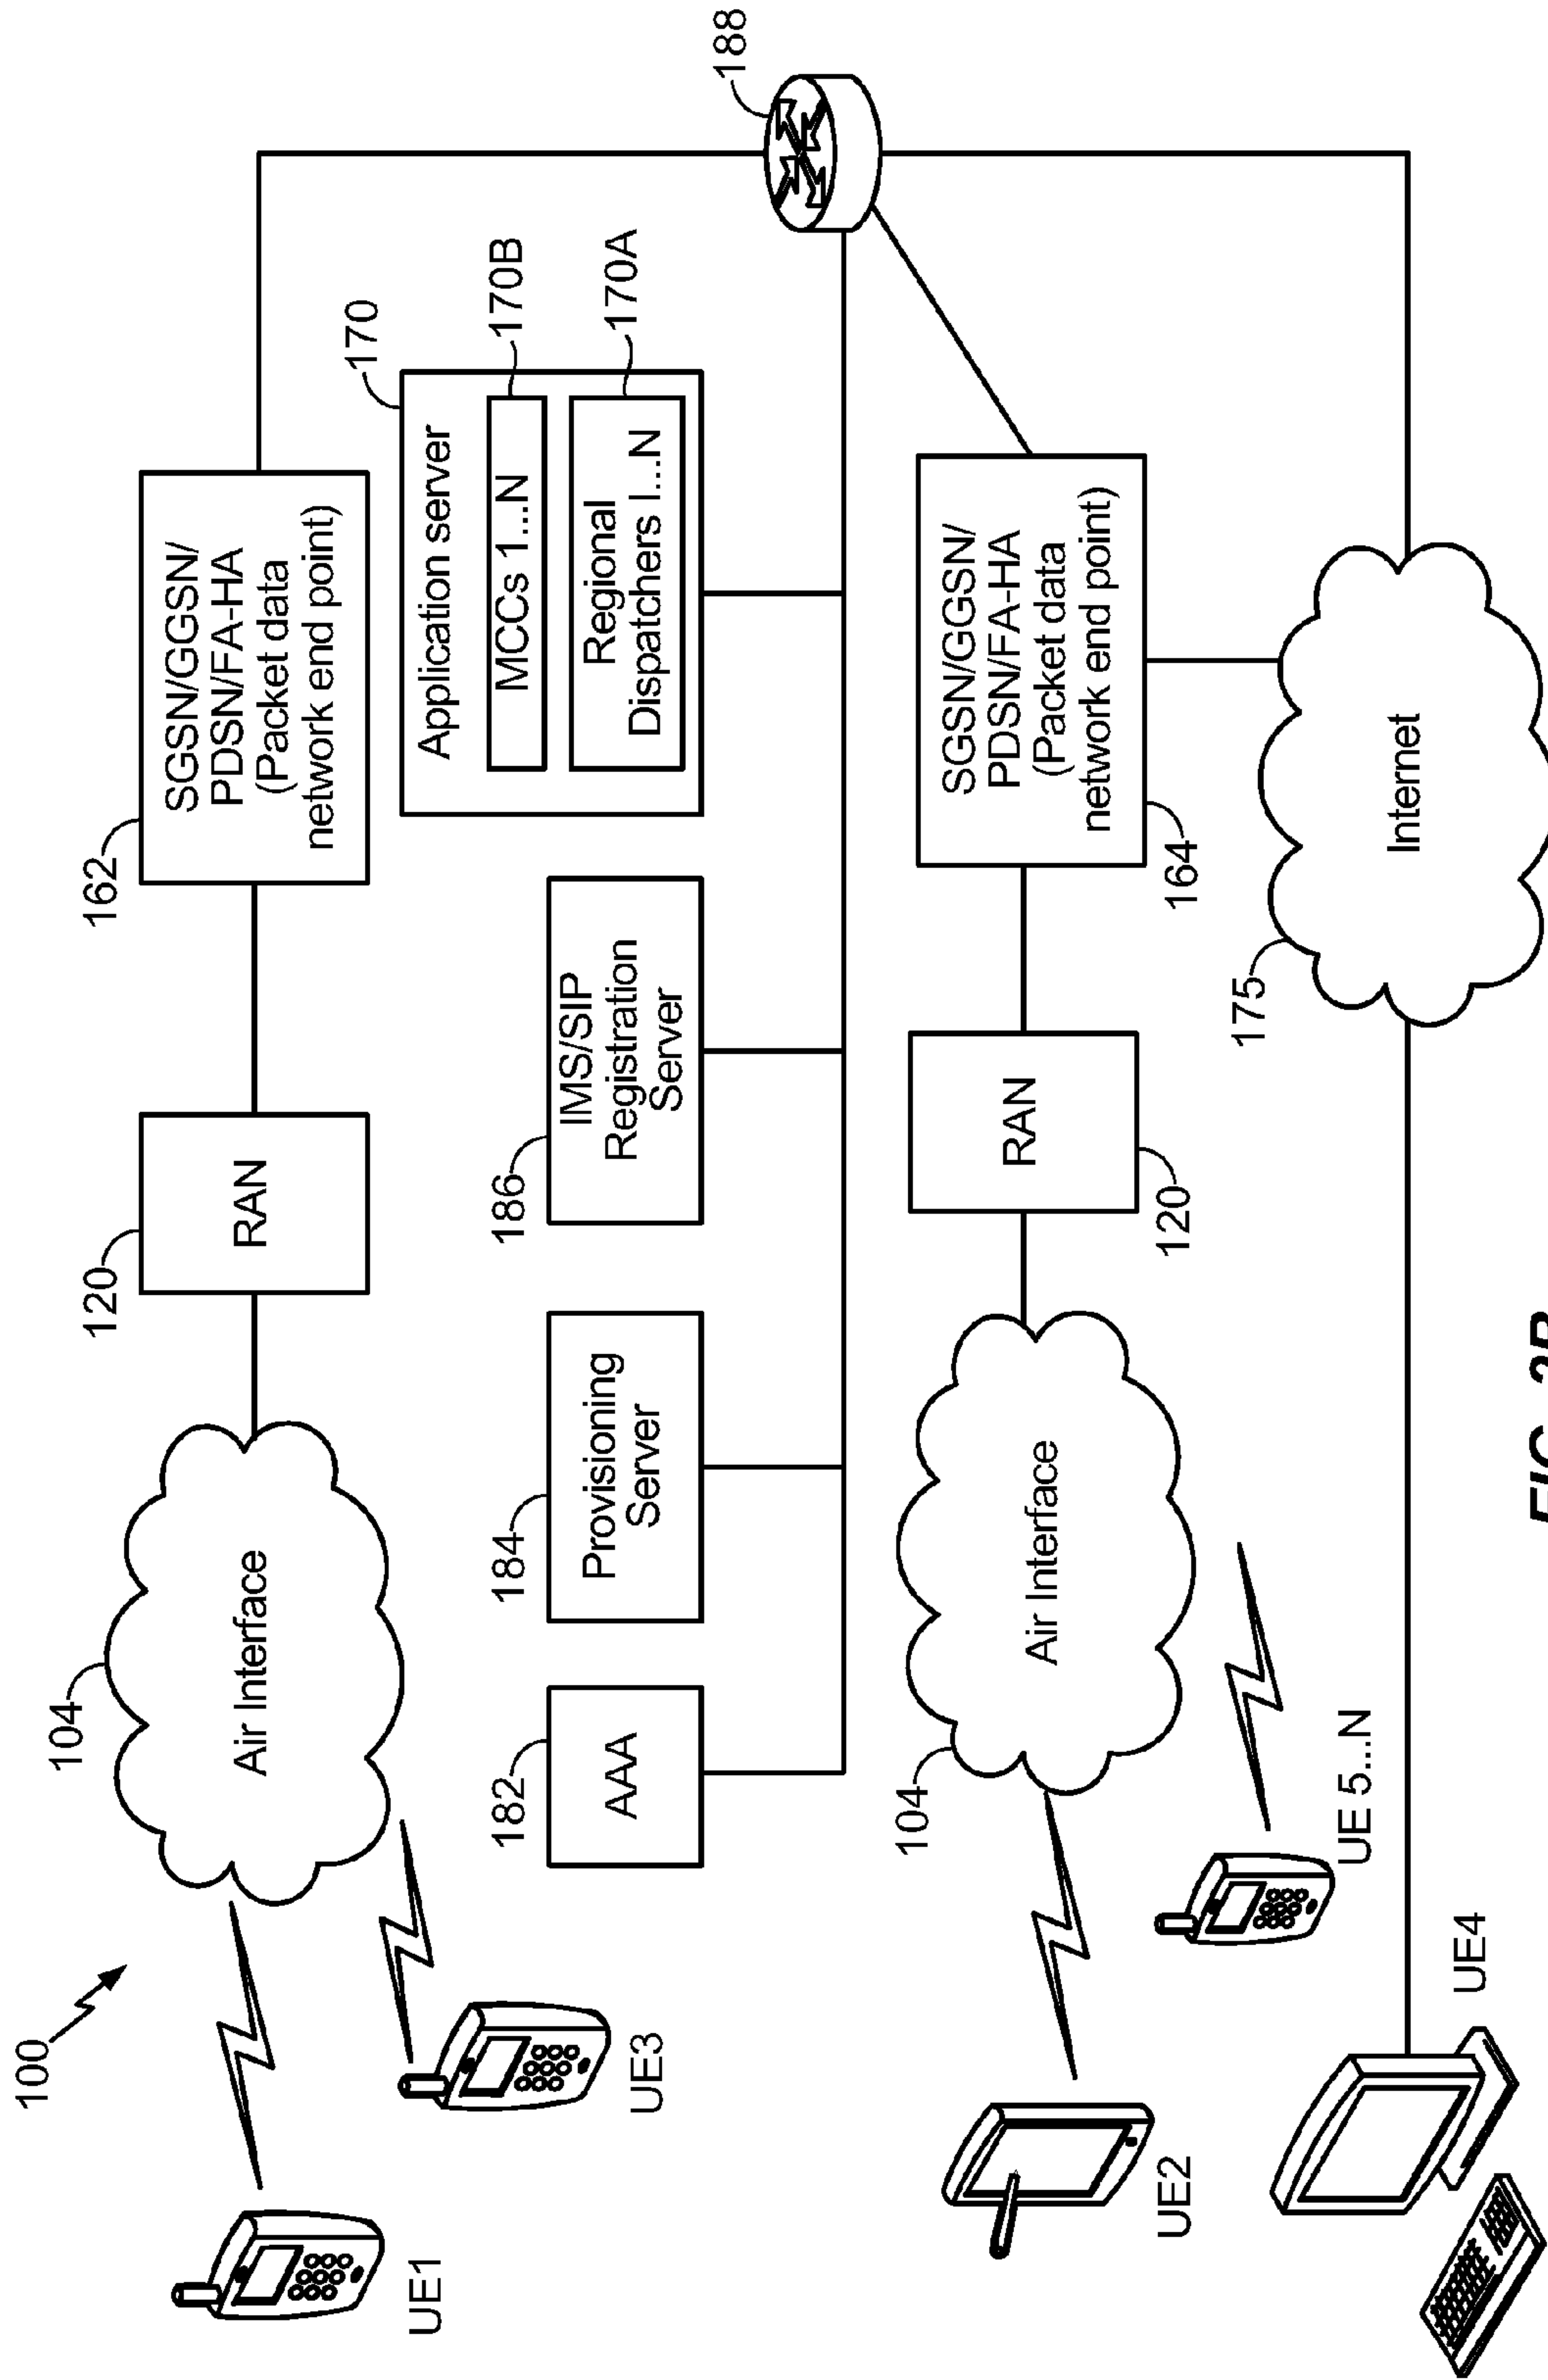 100
104
Air Interface
120
RAN
162
SGSN/GGSN/
PDSN/FA-HA
(Packet data
network end point)
UE1
UE3
182
AAA
184
Provisioning
Server
186
IMS/SIP
Registration
Server
170
Application server
MCCs 1...N
170B
Regional
Dispatchers I...N
170A
188
104
Air Interface
RAN
120
SGSN/GGSN/
PDSN/FA-HA
(Packet data
network end point)
164
UE2
UE 5...N
175
Internet
UE4